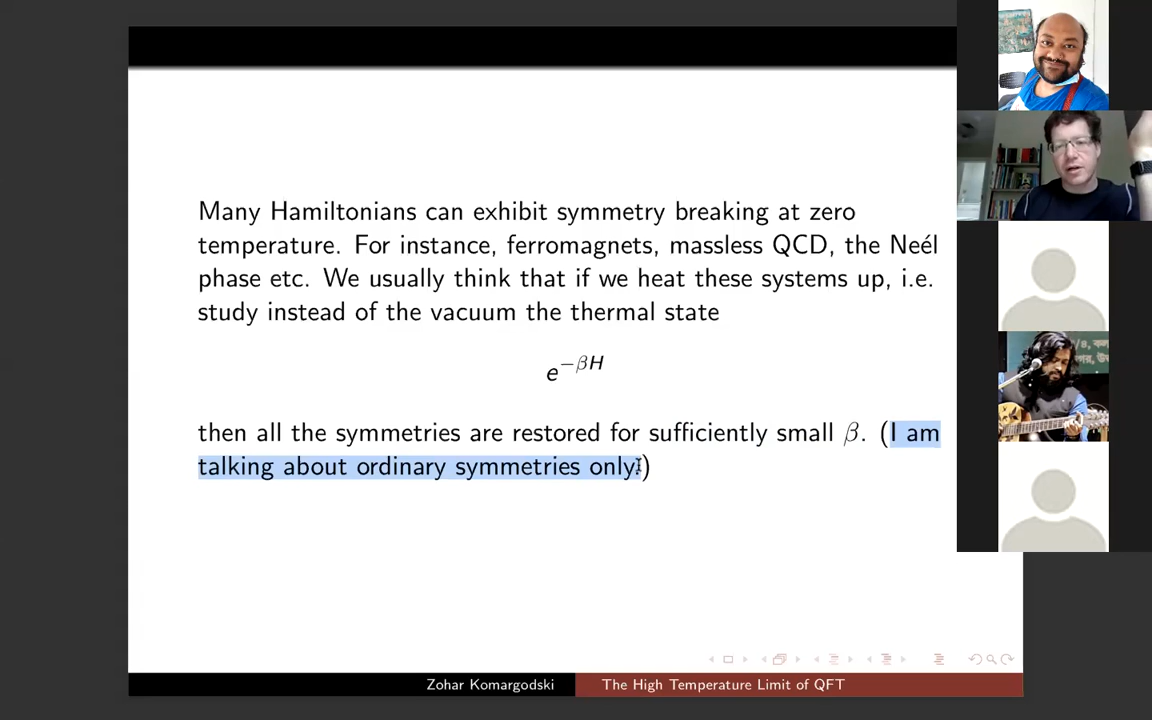 Many Hamiltonians can exhibit symmetry breaking at zero
temperature. For instance, ferromagnets, massless QCD, the Neél
phase etc. We usually think that if we heat these systems up, i.e.
study instead of the vacuum the thermal state
e^{−βH}
then all the symmetries are restored for sufficiently small β. (I am
talking about ordinary symmetries only.)
Zohar Komargodski
The High Temperature Limit of QFT